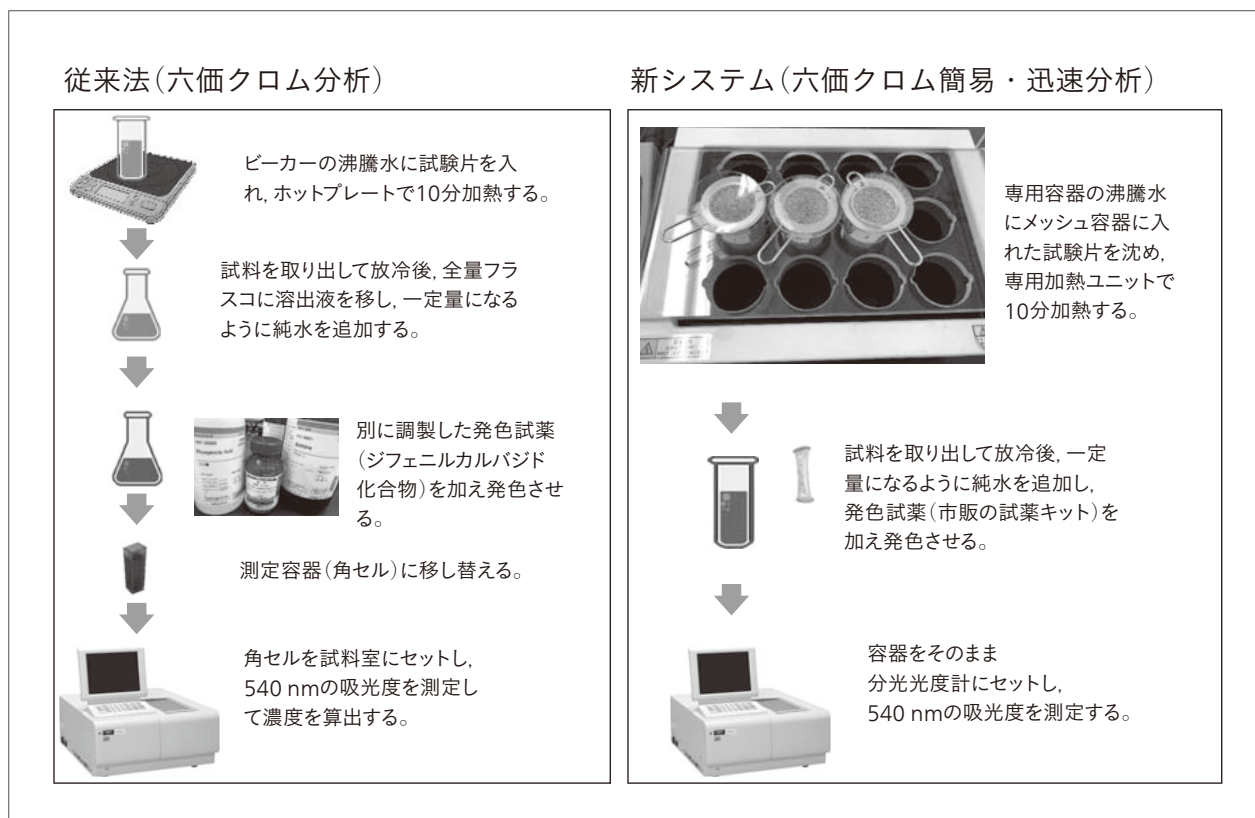 従来法(六価クロム分析)
ビーカーの沸騰水に試験片を入
れ, ホットプレートで10分加熱する。
試料を取り出して放冷後, 全量フラ
スコに溶出液を移し, 一定量になる
ように純水を追加する。
別に調製した発色試薬
(ジフェニルカルバジド
化合物)を加え発色させ
る。
測定容器(角セル)に移し替える。
角セルを試料室にセットし,
540 nmの吸光度を測定し
て濃度を算出する。
新システム(六価クロム簡易・迅速分析)
専用容器の沸騰水
にメッシュ容器に入
れた試験片を沈め,
専用加熱ユニットで
10分加熱する。
試料を取り出して放冷後, 一定
量になるように純水を追加し,
発色試薬(市販の試薬キット)を
加え発色させる。
容器をそのまま
分光光度計にセットし,
540 nmの吸光度を測定する。